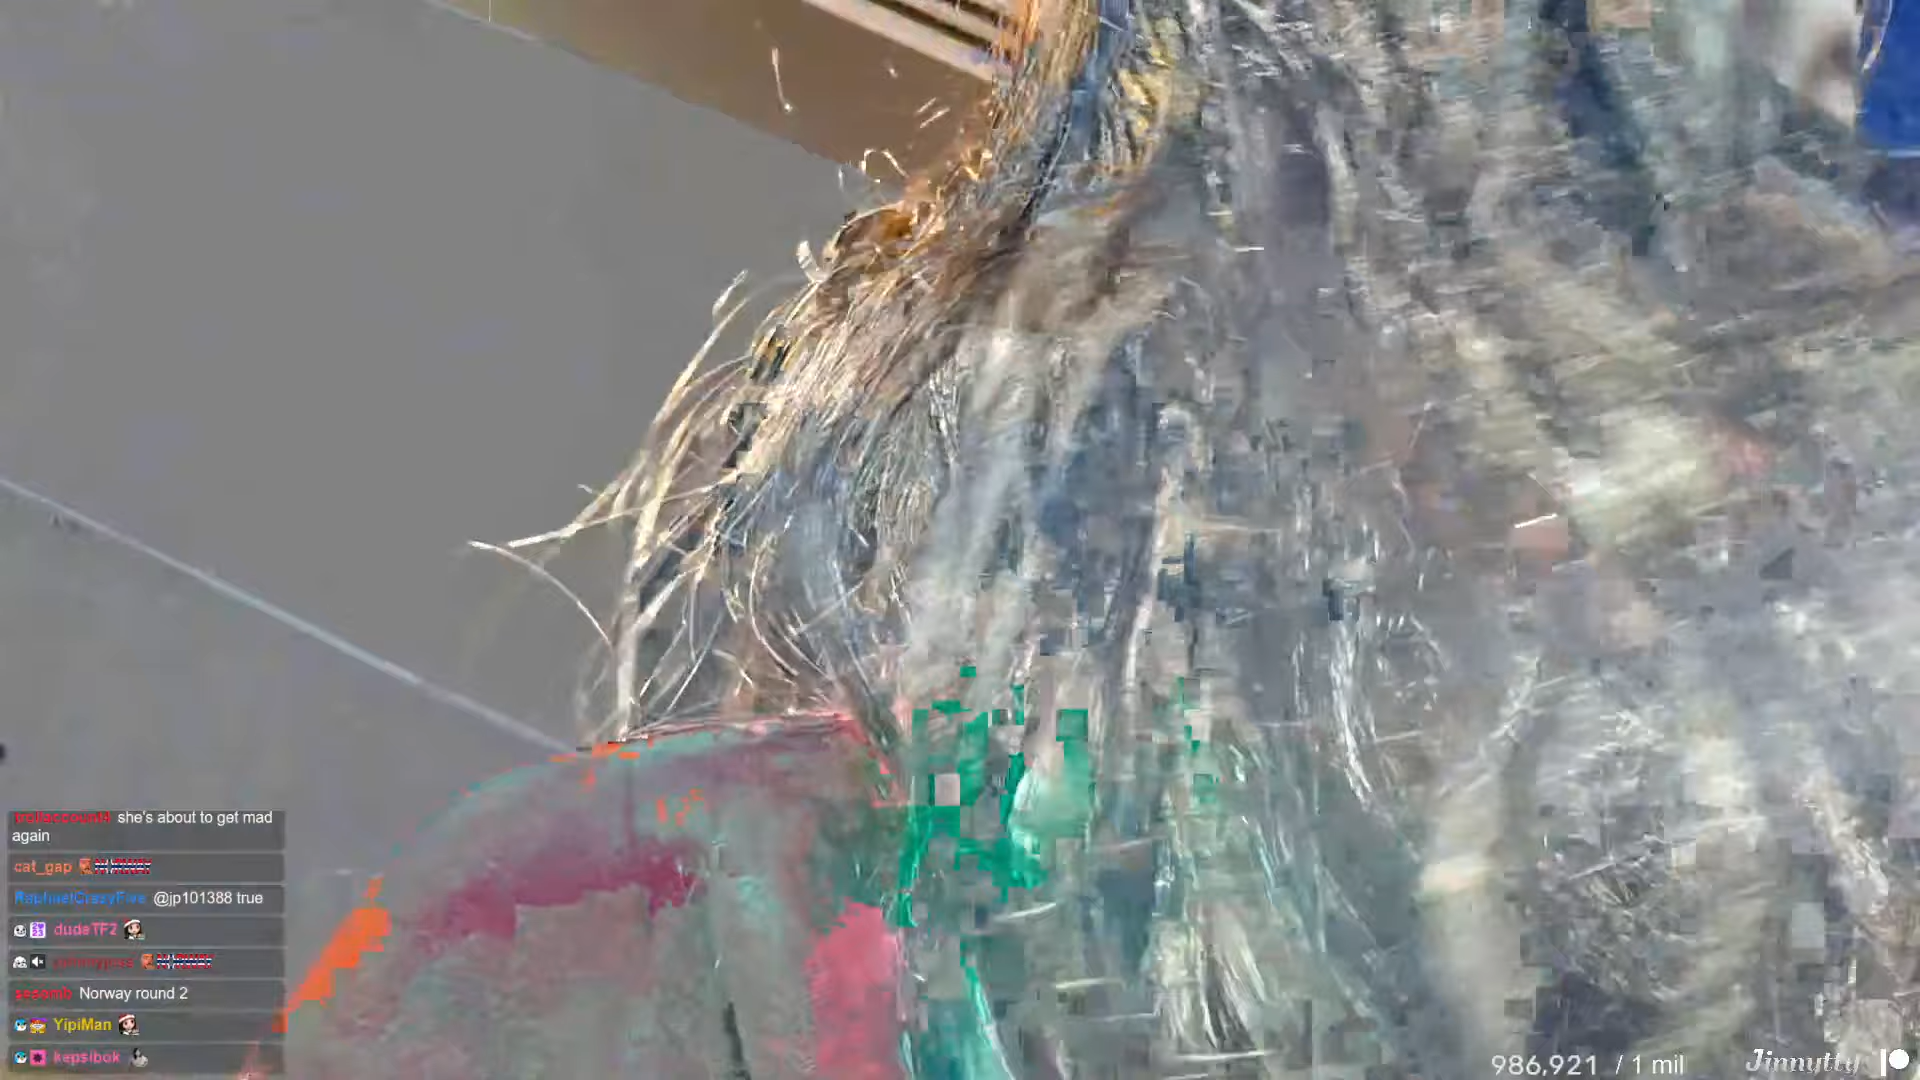 she's about to get mad
again
cat_gap
RaphaelCrazyFive @jp101388 true
dudeTF2
Norway round 2
YipiMan
kepsibok
986,921 / 1 mil Jinnytty